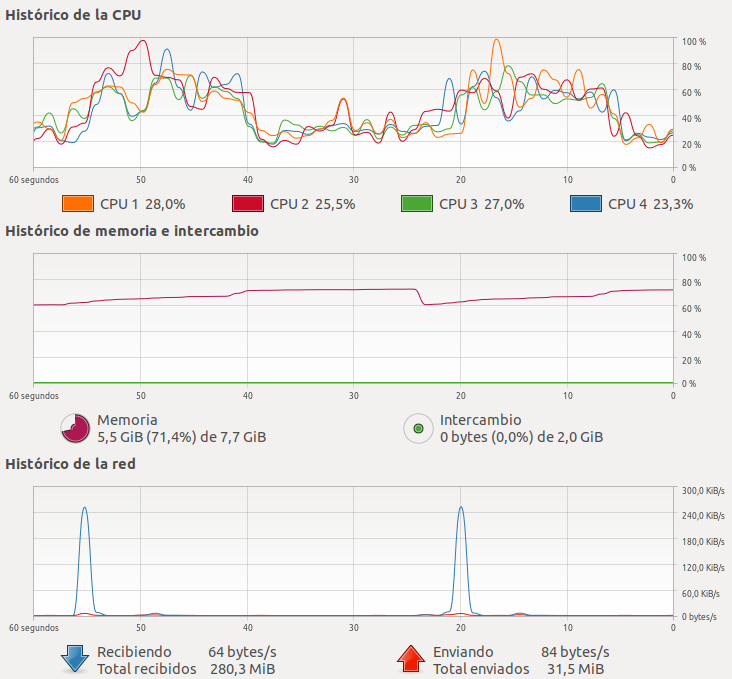 Histórico de la CPU
100 %
80 %
60 %
40 %
20 %
0 %
60 segundos 50 40 30 20 10 0
CPU 1 28,0% CPU 2 25,5% CPU 3 27,0% CPU 4 23,3%
Histórico de memoria e intercambio
100 %
80 %
60 %
40 %
20 %
0 %
60 segundos 50 40 30 20 10 0
Memoria
5,5 GiB (71,4%) de 7,7 GiB
Intercambio
0 bytes (0,0%) de 2,0 GiB
Histórico de la red
300,0 KiB/s
240,0 KiB/s
180,0 KiB/s
120,0 KiB/s
60,0 KiB/s
0 bytes/s
60 segundos 50 40 30 20 10 0
Recibiendo 64 bytes/s
Total recibidos 280,3 MiB
Enviando 84 bytes/s
Total enviados 31,5 MiB